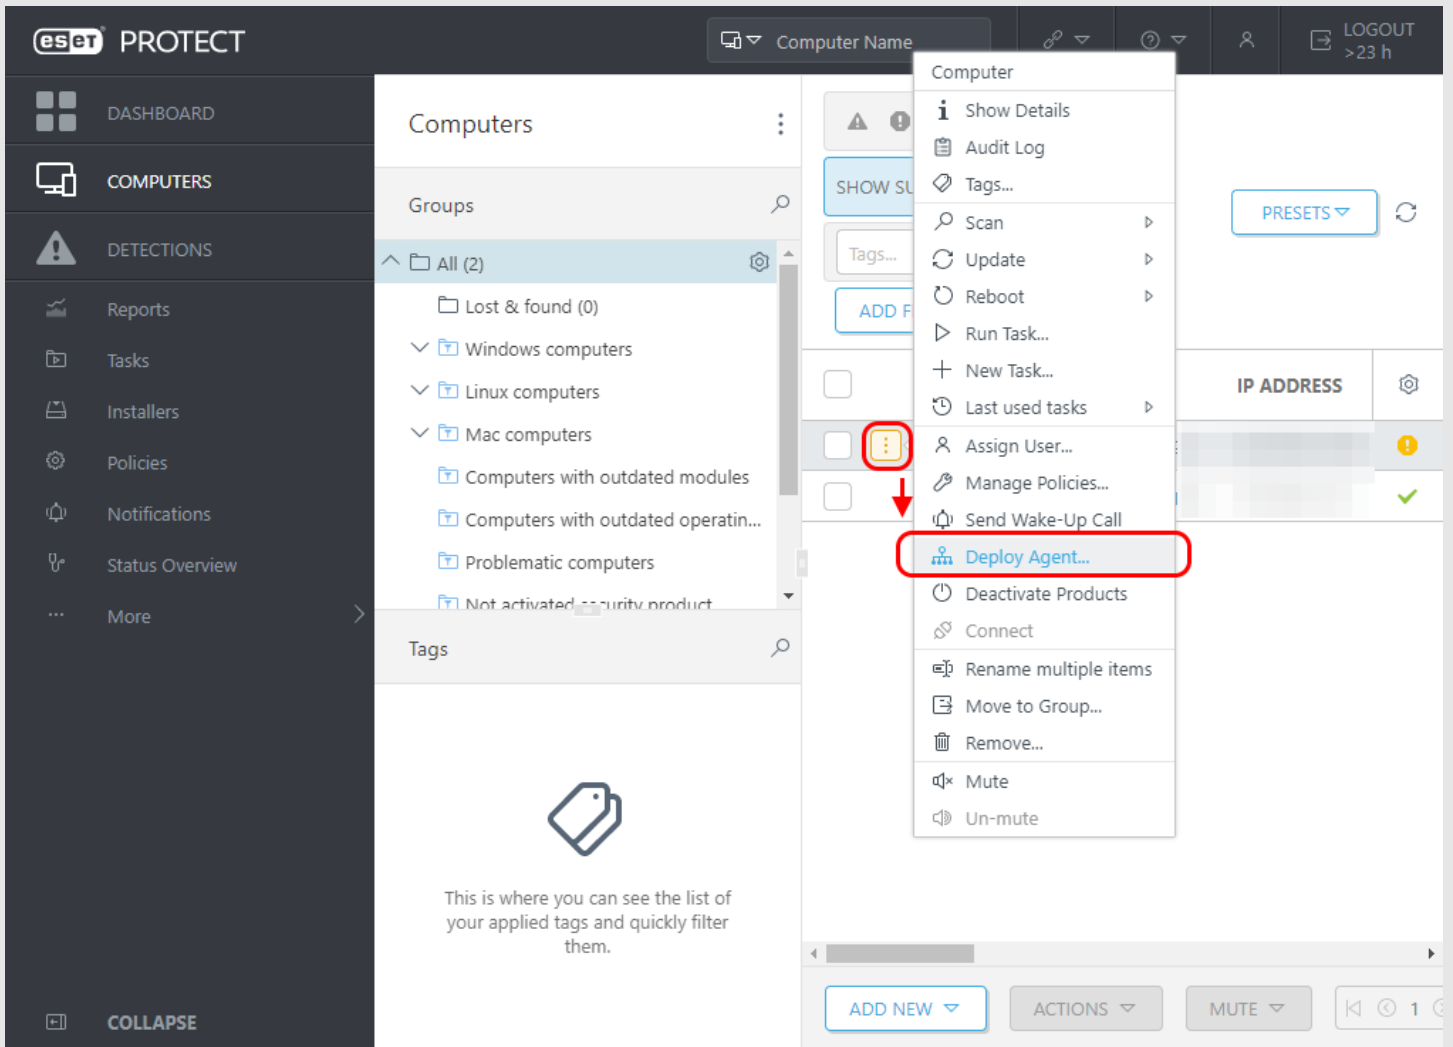 eset PROTECT
Computer Name
LOGOUT
>23 h
DASHBOARD
COMPUTERS
DETECTIONS
Reports
Tasks
Installers
Policies
Notifications
Status Overview
More
COLLAPSE
Computers
Groups
All (2)
Lost & found (0)
Windows computers
Linux computers
Mac computers
Computers with outdated modules
Computers with outdated operatin...
Problematic computers
Not activated security product
Tags
This is where you can see the list of
your applied tags and quickly filter
them.
SHOW SU
Tags...
ADD F
PRESETS
IP ADDRESS
Computer
Show Details
Audit Log
Tags...
Scan
Update
Reboot
Run Task...
New Task...
Last used tasks
Assign User...
Manage Policies...
Send Wake-Up Call
Deploy Agent...
Deactivate Products
Connect
Rename multiple items
Move to Group...
Remove...
Mute
Un-mute
ADD NEW
ACTIONS
MUTE
1